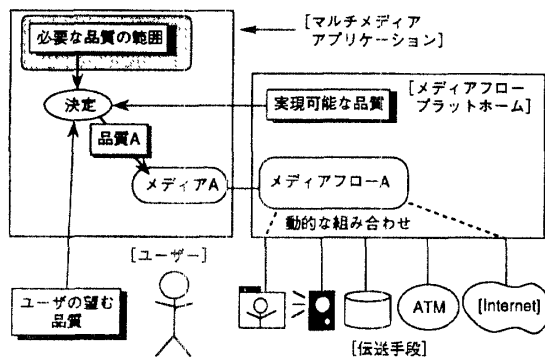 必要な品質の範囲
[マルチメディア
アプリケーション]
決定
実現可能な品質
[メディアフロー
プラットホーム]
品質A
メディアA
メディアフローA
動的な組み合わせ
[ユーザー]
ユーザの望む
品質
ATM
[Internet]
[伝送手段]